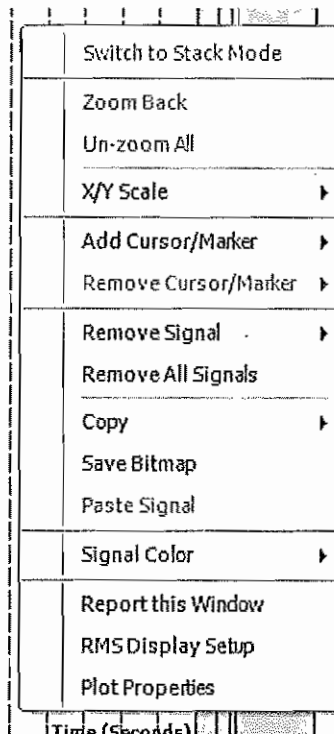 Switch to Stack Mode
Zoom Back
Un-zoom All
X/Y Scale
Add Cursor/Marker
Remove Cursor/Marker
Remove Signal
Remove All Signals
Copy
Save Bitmap
Paste Signal
Signal Color
Report this Window
RMS Display Setup
Plot Properties
Time (Seconds)